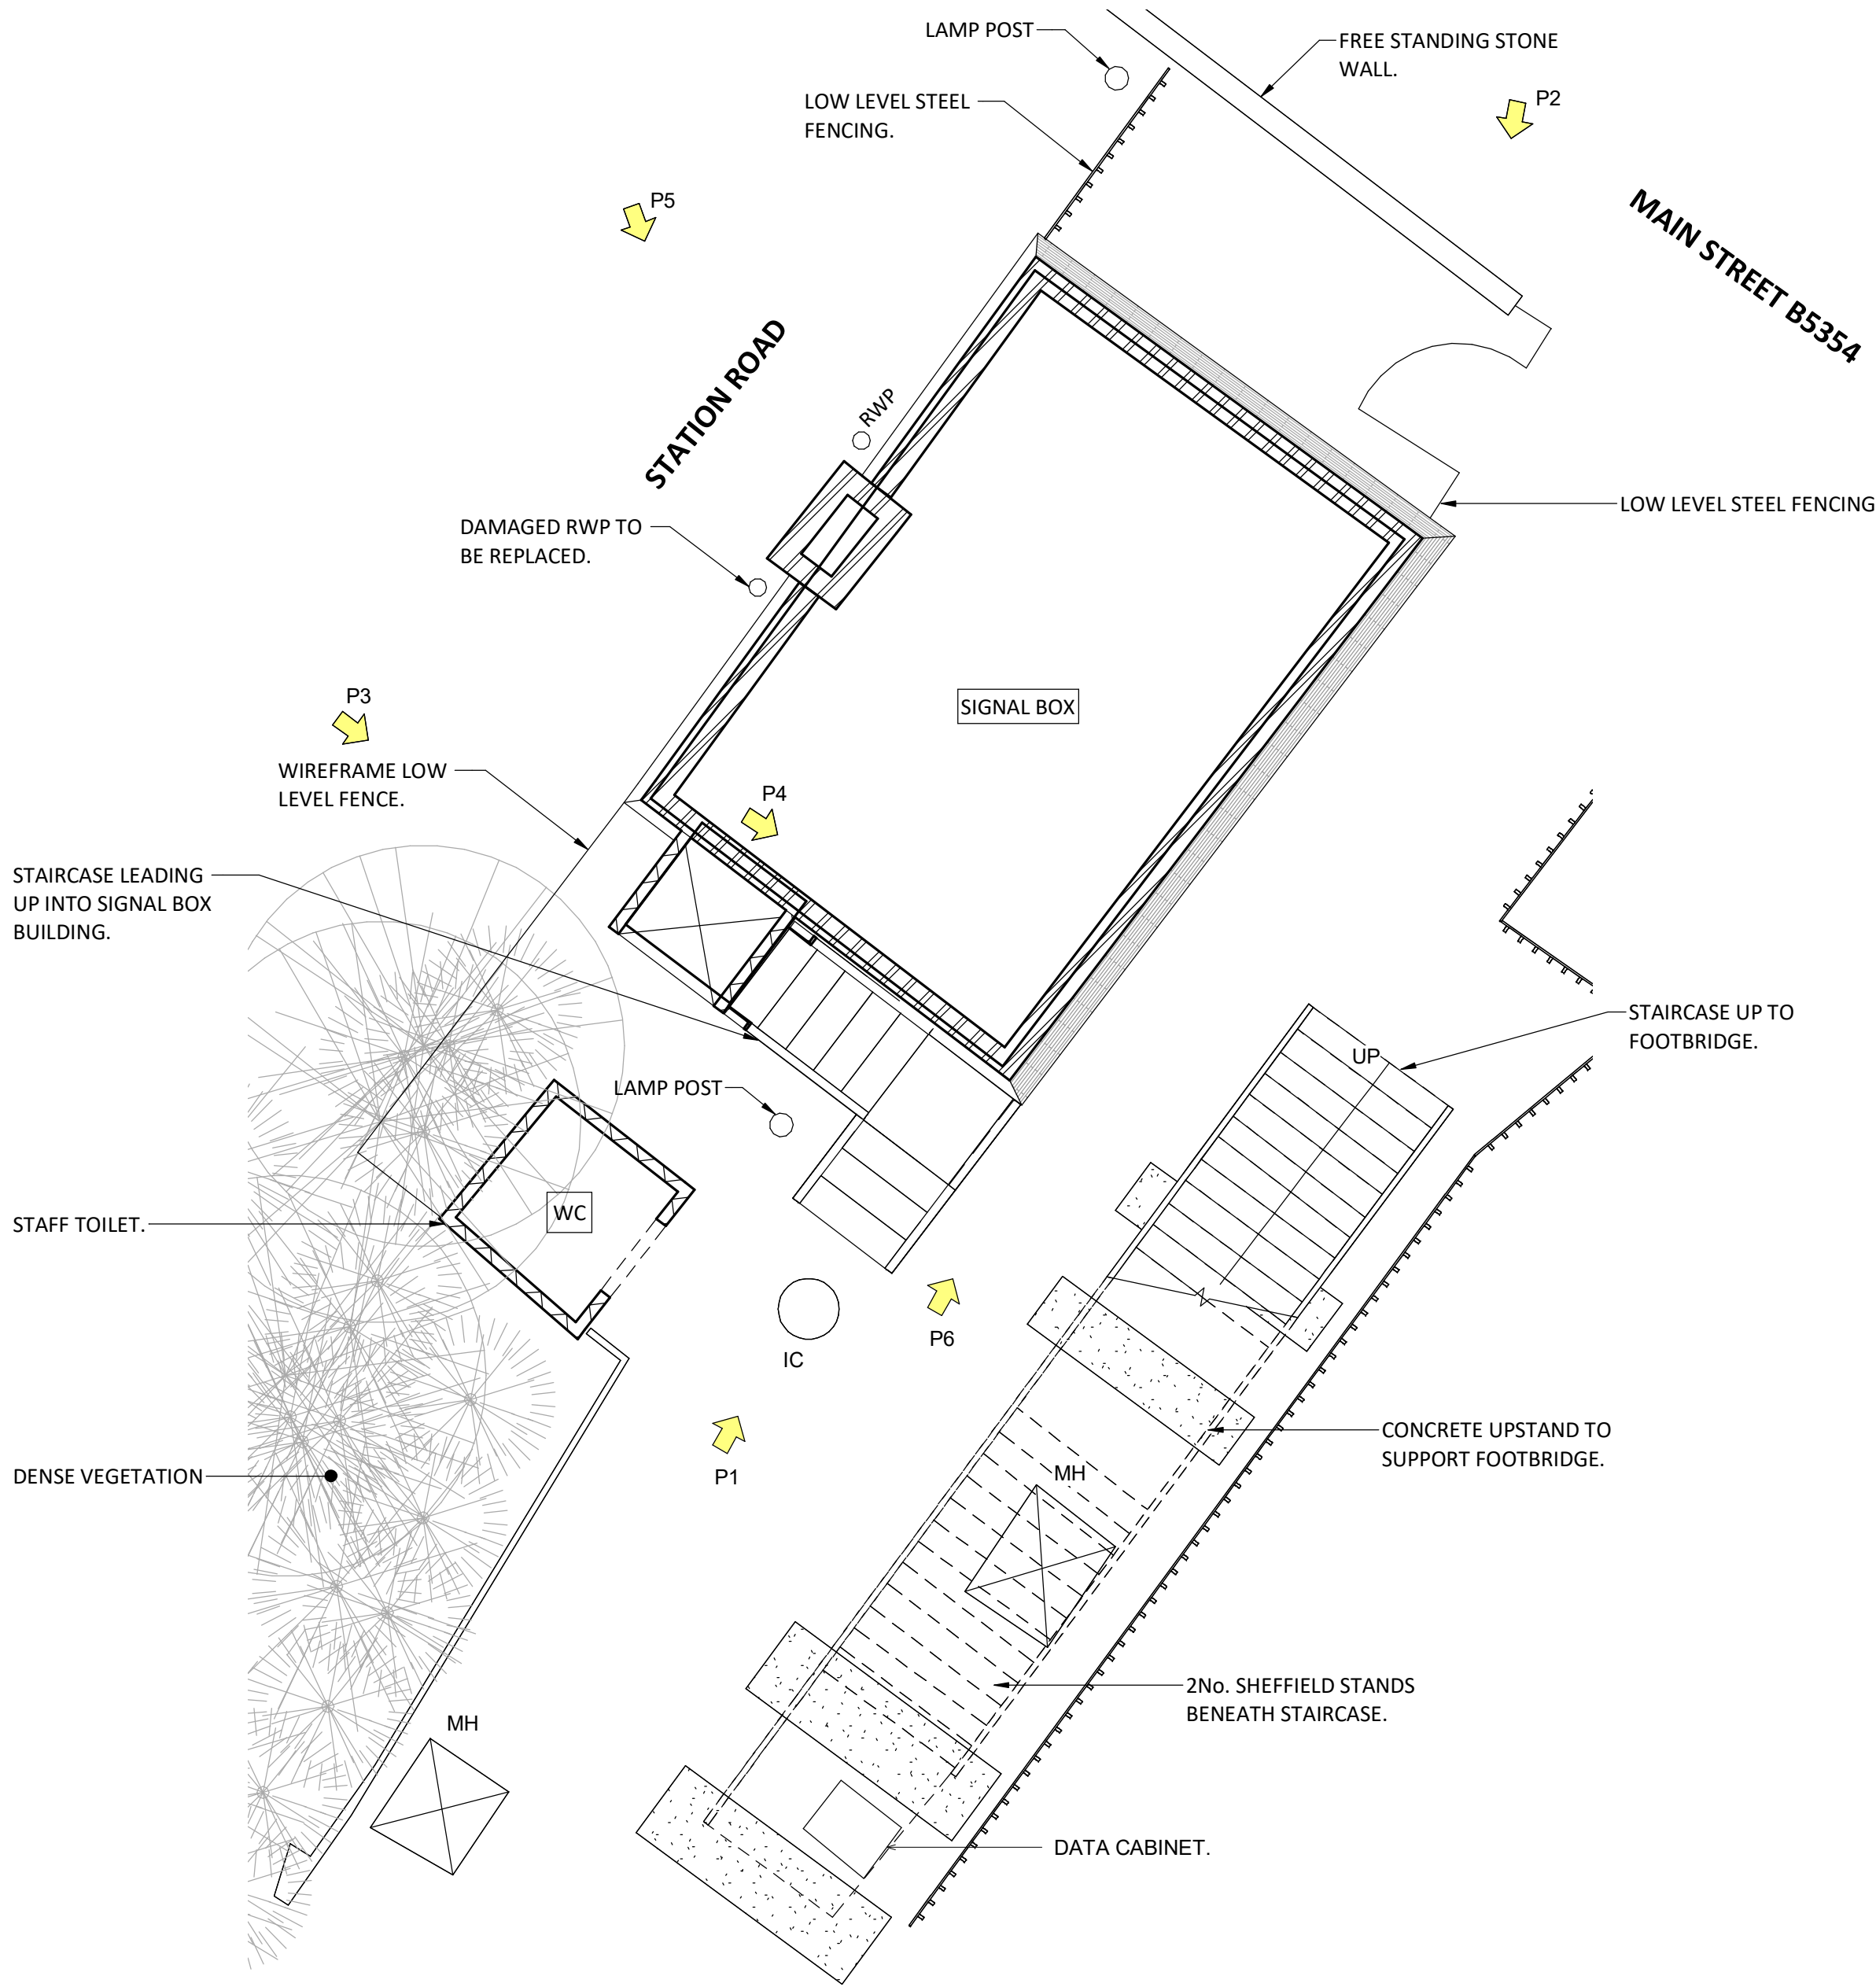 LAMP POST
FREE STANDING STONE
WALL.
P2
LOW LEVEL STEEL
FENCING.
P5
MAIN STREET B5354
STATION ROAD
RWP
LOW LEVEL STEEL FENCING
DAMAGED RWP TO
BE REPLACED.
P3
SIGNAL BOX
WIREFRAME LOW
LEVEL FENCE.
P4
STAIRCASE LEADING
UP INTO SIGNAL BOX
BUILDING.
STAIRCASE UP TO
FOOTBRIDGE.
UP
LAMP POST
STAFF TOILET.
WC
P6
IC
CONCRETE UPSTAND TO
SUPPORT FOOTBRIDGE.
DENSE VEGETATION
P1
MH
2No. SHEFFIELD STANDS
BENEATH STAIRCASE.
MH
DATA CABINET.